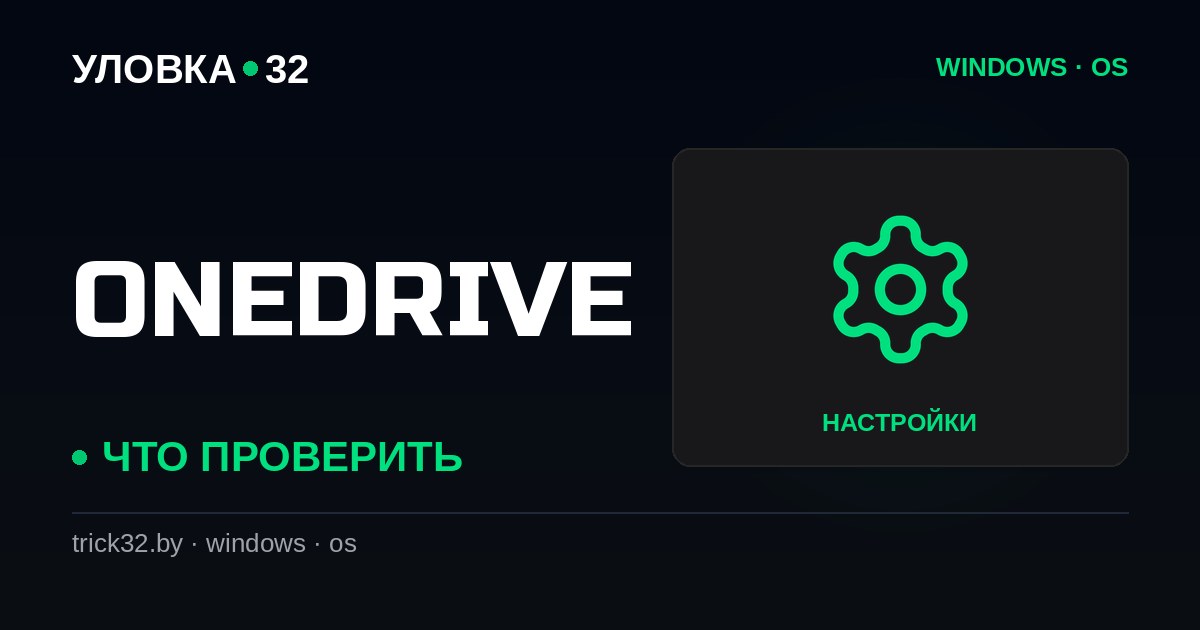 УЛОВКА•32
WINDOWS · OS
ONEDRIVE
НАСТРОЙКИ
• ЧТО ПРОВЕРИТЬ
trick32.by · windows · os